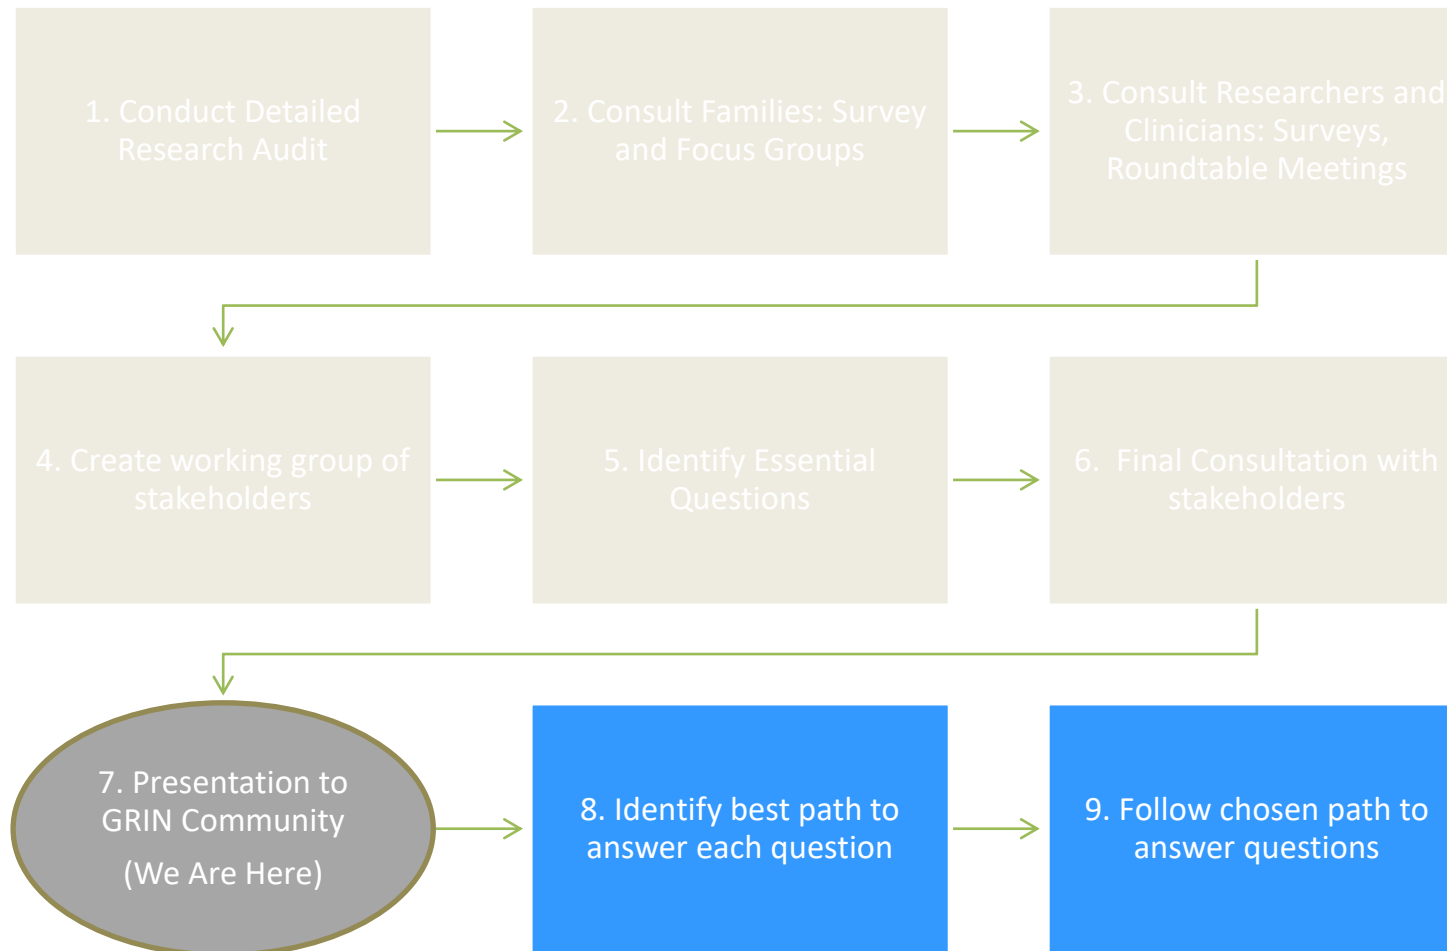 1. Conduct Detailed
Research Audit
2. Consult Families: Survey
and Focus Groups
3. Consult Researchers and
Clinicians: Surveys,
Roundtable Meetings
4. Create working group of
stakeholders
5. Identify Essential
Questions
6. Final Consultation with
stakeholders
7. Presentation to
GRIN Community
(We Are Here)
8. Identify best path to
answer each question
9. Follow chosen path to
answer questions